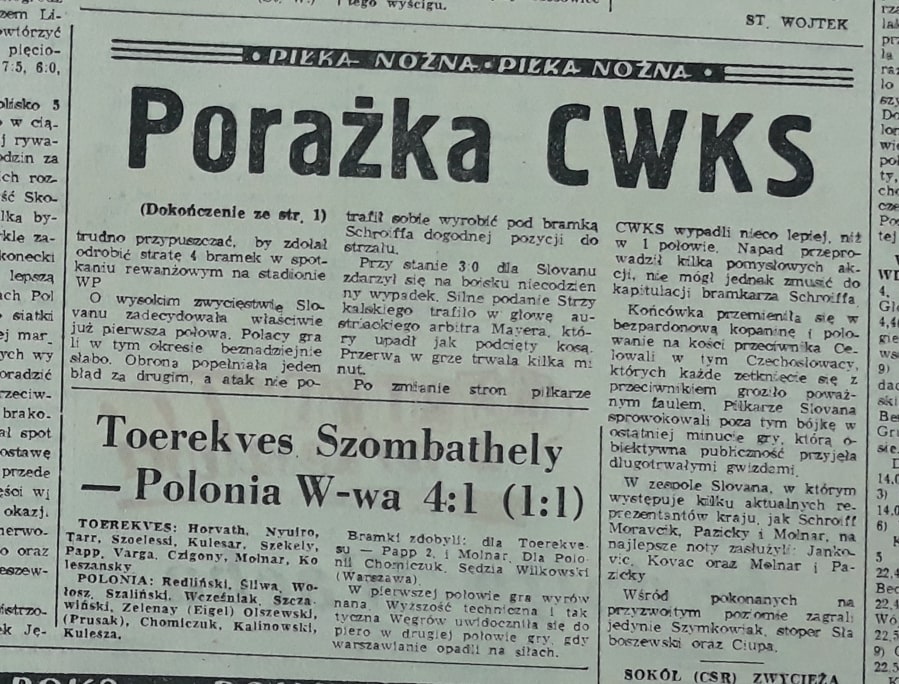 tego wyścigu.
ST. WOJTEK
• PIŁKA NOŻNA • PIŁKA NOŻNA •
Porażka CWKS
(Dokończenie ze str. 1)
trudno przypuszczać, by zdołał
odrobić stratę 4 bramek w spot-
kaniu rewanżowym na stadionie
WP
O wysokim zwycięstwie Slo-
vanu zadecydowała właściwie
już pierwsza połowa. Polacy gra
li w tym okresie beznadziejnie
słabo. Obrona popełniała jeden
błąd za drugim, a atak nie po-
trafił sobie wyrobić pod bramką
Schroiffa dogodnej pozycji do
strzału.
Przy stanie 3:0 dla Slovanu
zdarzył się na boisku niecodzien
ny wypadek. Silne podanie Strzy
kalskiego trafiło w głowę au-
striackiego arbitra Mayera, któ-
ry upadł jak podcięty kosą.
Przerwa w grze trwała kilka mi
nut.
Po zmianie stron piłkarze
CWKS wypadli nieco lepiej, niż
w 1 połowie. Napad przepro-
wadził kilka pomysłowych ak-
cji, nie mógł jednak zmusić do
kapitulacji bramkarza Schroiffa.
Końcówka przemieniła się w
bezpardonową kopaninę i polo-
wanie na kości przeciwnika Ce-
lowali w tym Czechosłowacy,
których każde zetknięcie się z
przeciwnikiem groziło poważ-
nym faulem. Piłkarze Slovana
sprowokowali poza tym bójkę w
ostatniej minucie gry, którą o-
biektywna publiczność przyjęła
długotrwałymi gwizdami.
W zespole Slovana, w którym
występuje kilku aktualnych re-
prezentantów kraju, jak Schroiff
Moravcik, Pazicky i Molnar, na
najlepsze noty zasłużyli: Janko-
vic, Kovac oraz Molnar i Pa-
zicky
Wśród pokonanych na
przyzwoitym poziomie zagrali
jedynie Szymkowiak, stoper Sła
boszewski oraz Ciupa.
SOKÓŁ (CSR) ZWYCIĘŻA
Toerekves Szombathely
— Polonia W-wa 4:1 (1:1)
TOEREKVES: Horvath, Nyuiro,
Tarr, Szoelessi, Kulesar, Szekely,
Papp, Varga, Czigony, Molnar, Ko
leszansky
POLONIA: Redliński, Śliwa, Wo-
łosz, Szaliński, Wcześniak, Szcza-
wiński, Zelenay (Eigel) Olszewski,
(Prusak), Chomiczuk, Kalinowski,
Kulesza.
Bramki zdobyli: dla Toerekve-
su — Papp 2, i Molnar. Dla Polo-
nii Chomiczuk. Sędzia Wilkowski
(Warszawa).
W pierwszej połowie gra wyrów
nana. Wyższość techniczna i tak
tyczna Węgrów uwidoczniła się do
piero w drugiej połowie gry, gdy
warszawianie opadli na siłach.